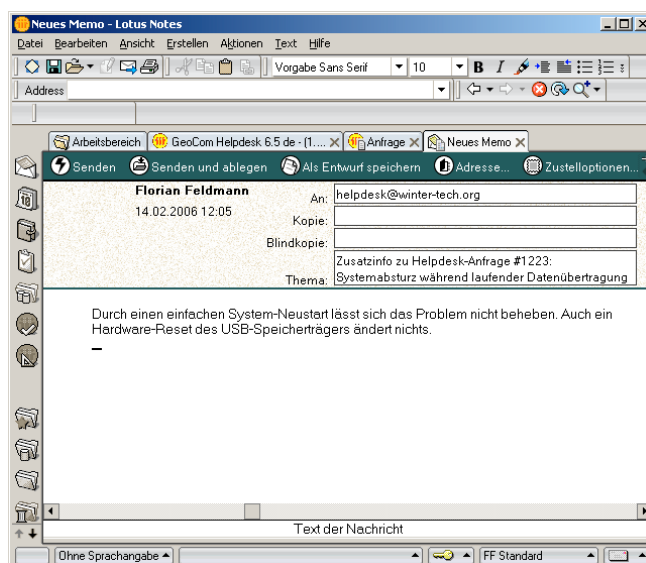 Neues Memo - Lotus Notes
Datei Bearbeiten Ansicht Erstellen Aktionen Text Hilfe
Vorgabe Sans Serif 10 B I
Address
Arbeitsbereich GeoCom Helpdesk 6.5 de - (1.... Anfrage Neues Memo
Senden Senden und ablegen Als Entwurf speichern Adresse... Zustelloptionen...
Florian Feldmann An: helpdesk@winter-tech.org
14.02.2006 12:05 Kopie:
Blindkopie:
Zusatzinfo zu Helpdesk-Anfrage #1223:
Thema: Systemabsturz während laufender Datenübertragung
Durch einen einfachen System-Neustart lässt sich das Problem nicht beheben. Auch ein
Hardware-Reset des USB-Speicherträgers ändert nichts.
Text der Nachricht
Ohne Sprachangabe FF Standard